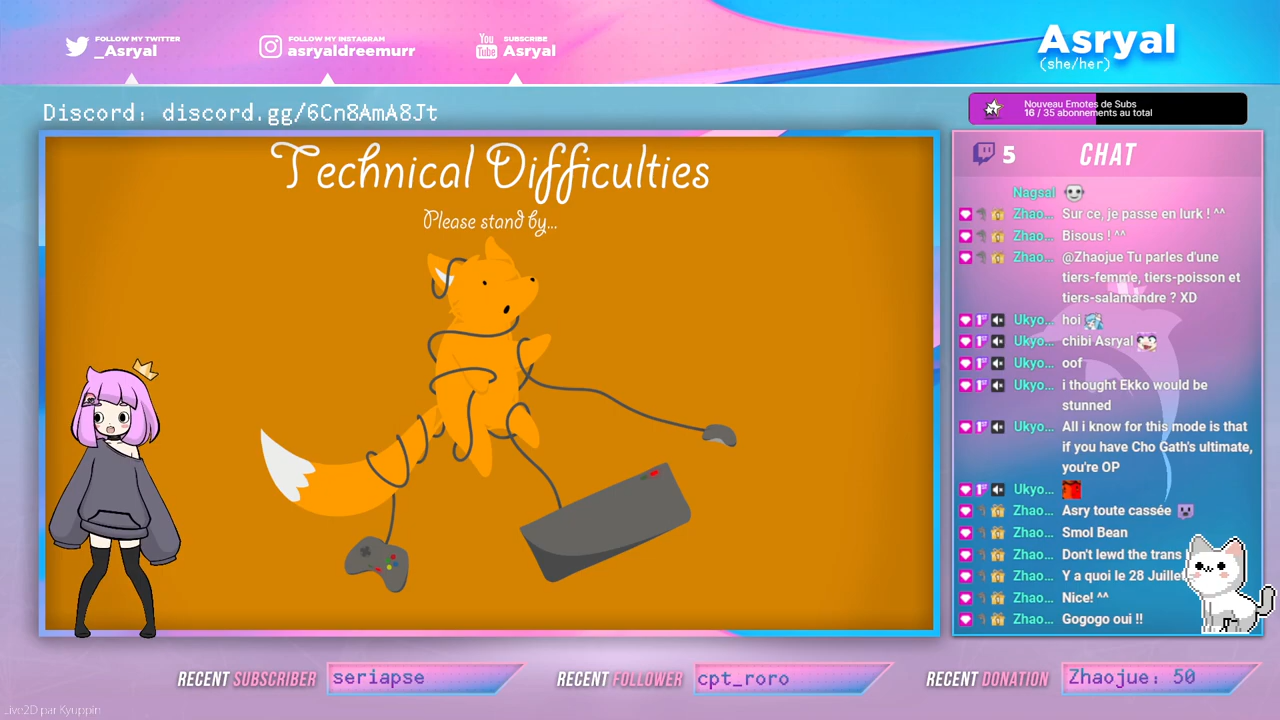 FOLLOW MY TWITTER
_Asryal
FOLLOW MY INSTAGRAM
asryaldreemurr
You Tube
SUBSCRIBE
Asryal
Asryal
(she/her)
Discord: discord.gg/6Cn8AmA8Jt
Nouveau Emotes de Subs
16 / 35 abonnements au total
Technical Difficulties
Please stand by...
5 CHAT
Nagsal
Zhao... Sur ce, je passe en lurk ! ^^
Zhao... Bisous ! ^^
Zhao... @Zhaojue Tu parles d'une
tiers-femme, tiers-poisson et
tiers-salamandre ? XD
Ukyo... hoi
Ukyo... chibi Asryal
Ukyo... oof
Ukyo... i thought Ekko would be
stunned
Ukyo... All i know for this mode is that
if you have Cho Gath's ultimate,
you're OP
Ukyo...
Zhao... Asry toute cassée
Zhao... Smol Bean
Zhao... Don't lewd the trans
Zhao... Y a quoi le 28 Juillet
Zhao... Nice! ^^
Zhao... Gogogo oui !!
RECENT SUBSCRIBER seriapse
RECENT FOLLOWER cpt_roro
RECENT DONATION Zhaojue: 50
Live2D par Kyuppin